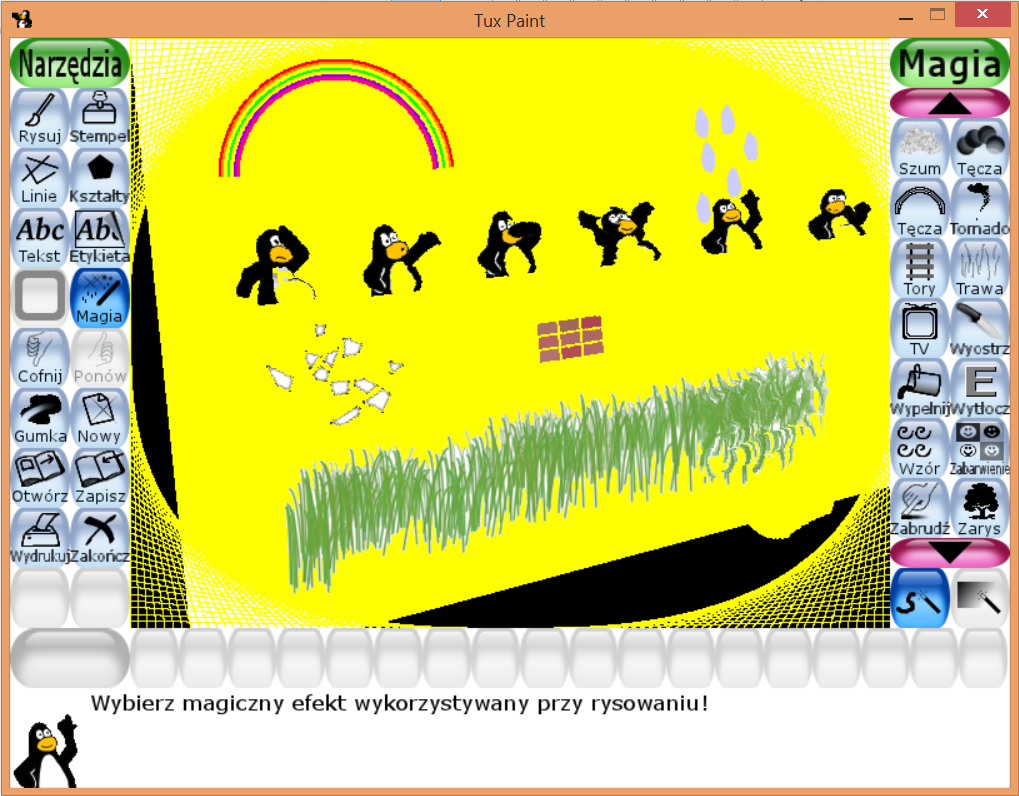 Tux Paint
Narzędzia
Magia
Rysuj Stempel
Linie Kształty
Abc Abc
Tekst Etykieta
Magia
Cofnij Ponów
Gumka Nowy
Otwórz Zapisz
Wydrukuj Zakończ
Szum Tęcza
Tęcza Tornado
Tory Trawa
TV Wyostrz
E
Wypełnij Wytłocz
Wzór Zabarwienie
Zabrudź Zarys
Wybierz magiczny efekt wykorzystywany przy rysowaniu!